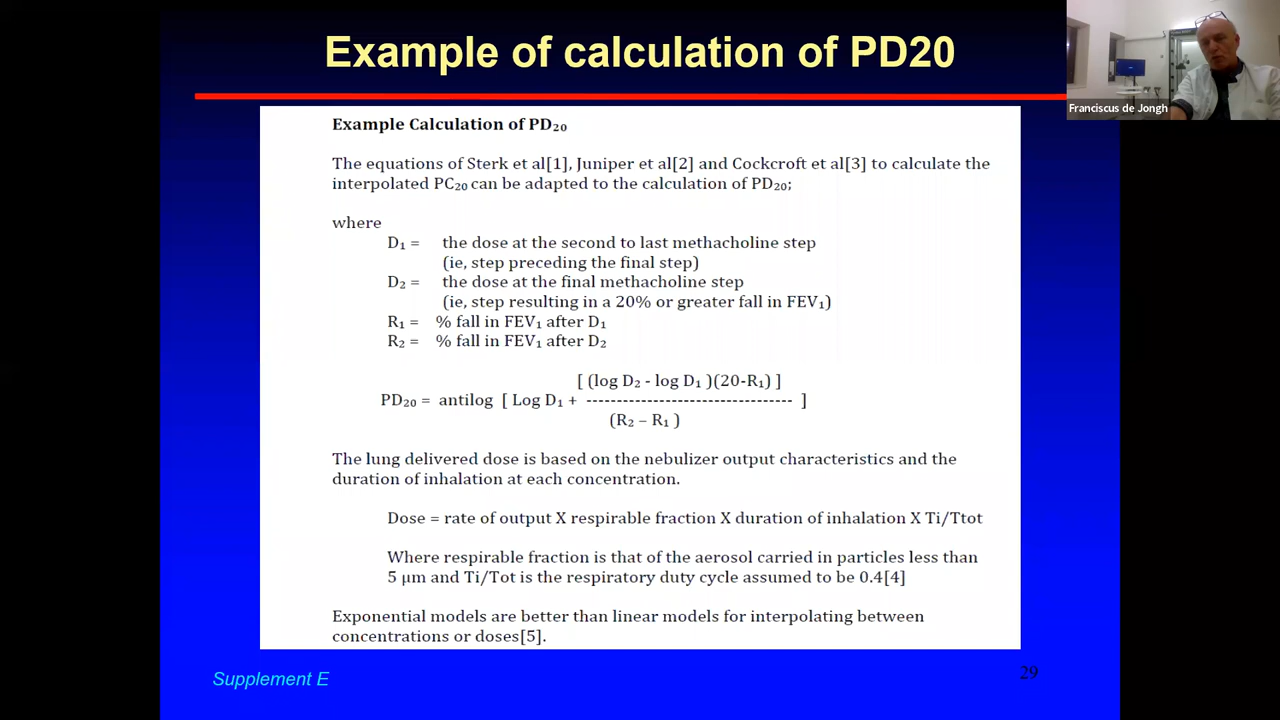 Example of calculation of PD20
Franciscus de Jongh
Example Calculation of PD₂₀
The equations of Sterk et al[1], Juniper et al[2] and Cockcroft et al[3] to calculate the
interpolated PC₂₀ can be adapted to the calculation of PD₂₀;
where
D₁ = the dose at the second to last methacholine step
(ie, step preceding the final step)
D₂ = the dose at the final methacholine step
(ie, step resulting in a 20% or greater fall in FEV₁)
R₁ = % fall in FEV₁ after D₁
R₂ = % fall in FEV₁ after D₂
[ (log D₂ - log D₁ )(20-R₁) ]
PD₂₀ = antilog [ Log D₁ + --------------------------------- ]
(R₂ – R₁ )
The lung delivered dose is based on the nebulizer output characteristics and the
duration of inhalation at each concentration.
Dose = rate of output X respirable fraction X duration of inhalation X Ti/Ttot
Where respirable fraction is that of the aerosol carried in particles less than
5 µm and Ti/Tot is the respiratory duty cycle assumed to be 0.4[4]
Exponential models are better than linear models for interpolating between
concentrations or doses[5].
Supplement E
29